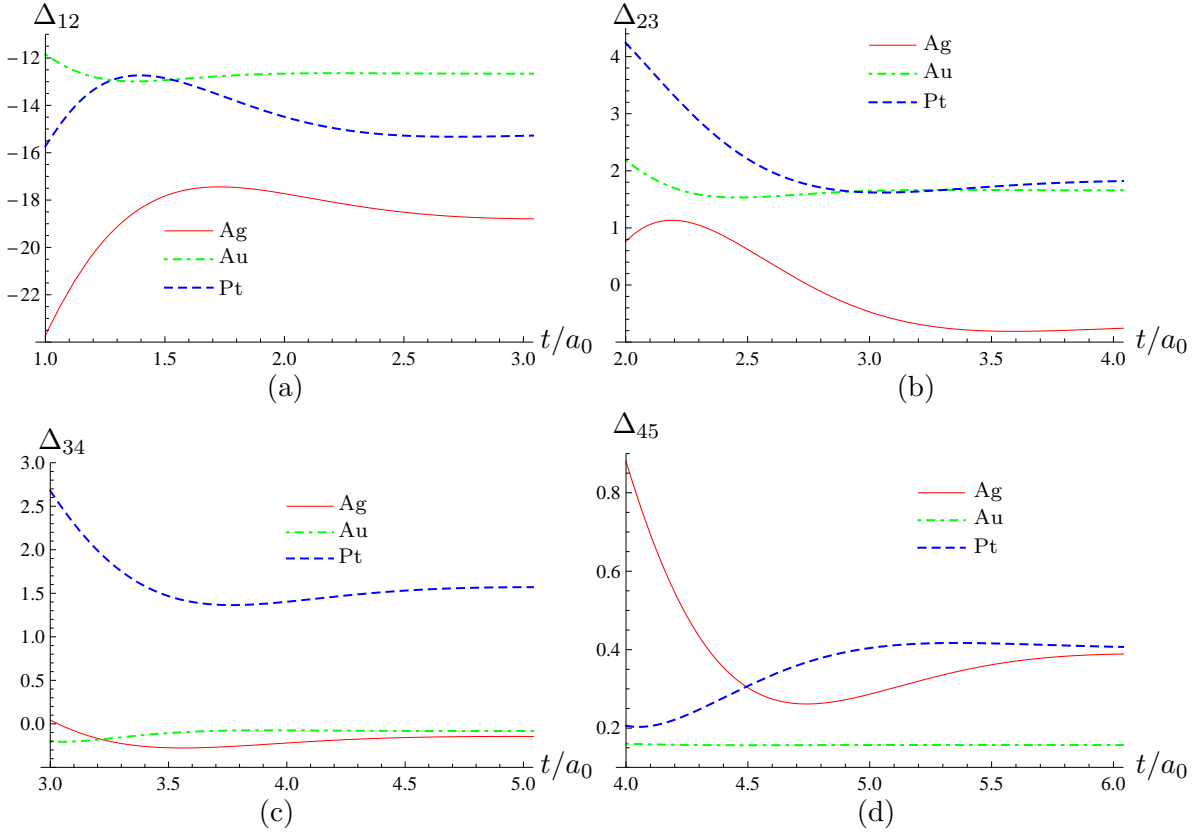 Δ12
−12
−14
−16
−18
−20
−22
Ag
Au
Pt
1.0 1.5 2.0 2.5 3.0
t/a0
(a)
Δ23
4
3
2
1
0
Ag
Au
Pt
2.0 2.5 3.0 3.5 4.0
t/a0
(b)
Δ34
3.0
2.5
2.0
1.5
1.0
0.5
0.0
Ag
Au
Pt
3.0 3.5 4.0 4.5 5.0
t/a0
(c)
Δ45
0.8
0.6
0.4
0.2
Ag
Au
Pt
4.0 4.5 5.0 5.5 6.0
t/a0
(d)